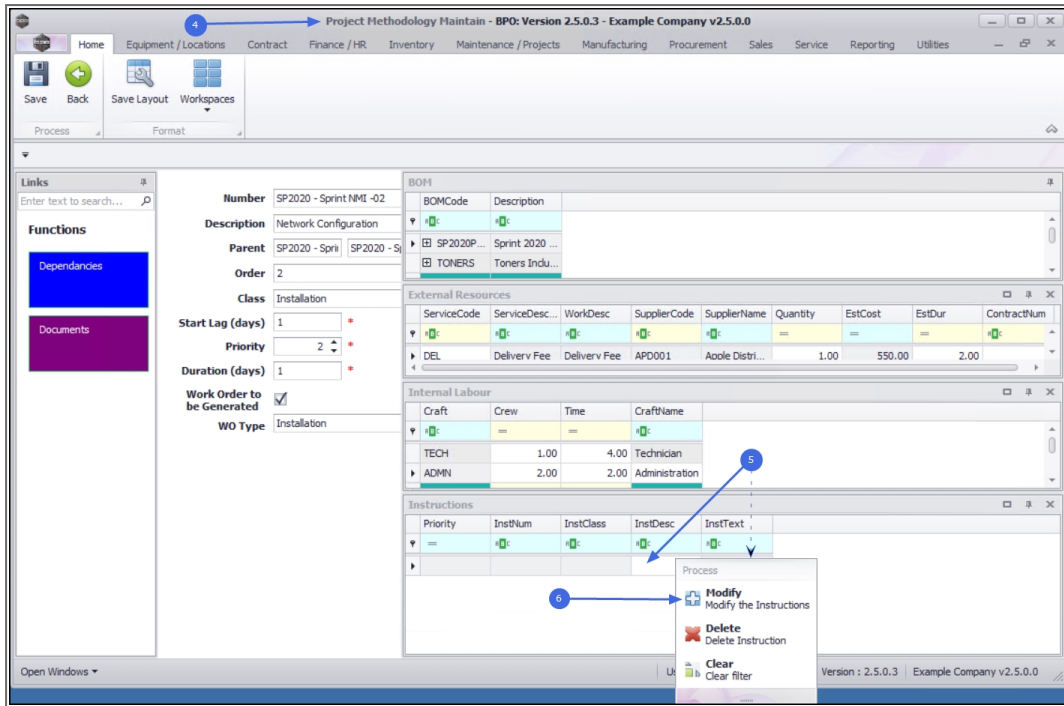 4
Project Methodology Maintain - BPO: Version 2.5.0.3 - Example Company v2.5.0.0
Home Equipment / Locations Contract Finance / HR Inventory Maintenance / Projects Manufacturing Procurement Sales Service Reporting Utilities
Save Back Save Layout Workspaces
Process Format
Links
Enter text to search...
Functions
Dependancies
Documents
Number SP2020 - Sprint NMI -02
Description Network Configuration
Parent SP2020 - Spri SP2020 - Sp
Order 2
Class Installation
Start Lag (days) 1 *
Priority 2 *
Duration (days) 1 *
Work Order to
be Generated
WO Type Installation
BOM
BOMCode Description
SP2020P... Sprint 2020 ...
TONERS Toners Inclu...
External Resources
ServiceCode ServiceDesc... WorkDesc SupplierCode SupplierName Quantity EstCost EstDur ContractNum
= = =
DEL Delivery Fee Delivery Fee APD001 Apple Distri... 1.00 550.00 2.00
Internal Labour
Craft Crew Time CraftName
= =
TECH 1.00 4.00 Technician
ADMN 2.00 2.00 Administration
5
Instructions
Priority InstNum InstClass InstDesc InstText
=
Process
6
Modify
Modify the Instructions
Delete
Delete Instruction
Clear
Clear filter
Open Windows Us Version : 2.5.0.3 Example Company v2.5.0.0